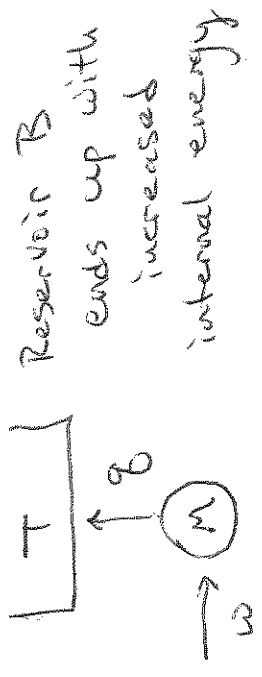 Reservoir B
ends up with
increased
internal energy
T
q
M
w